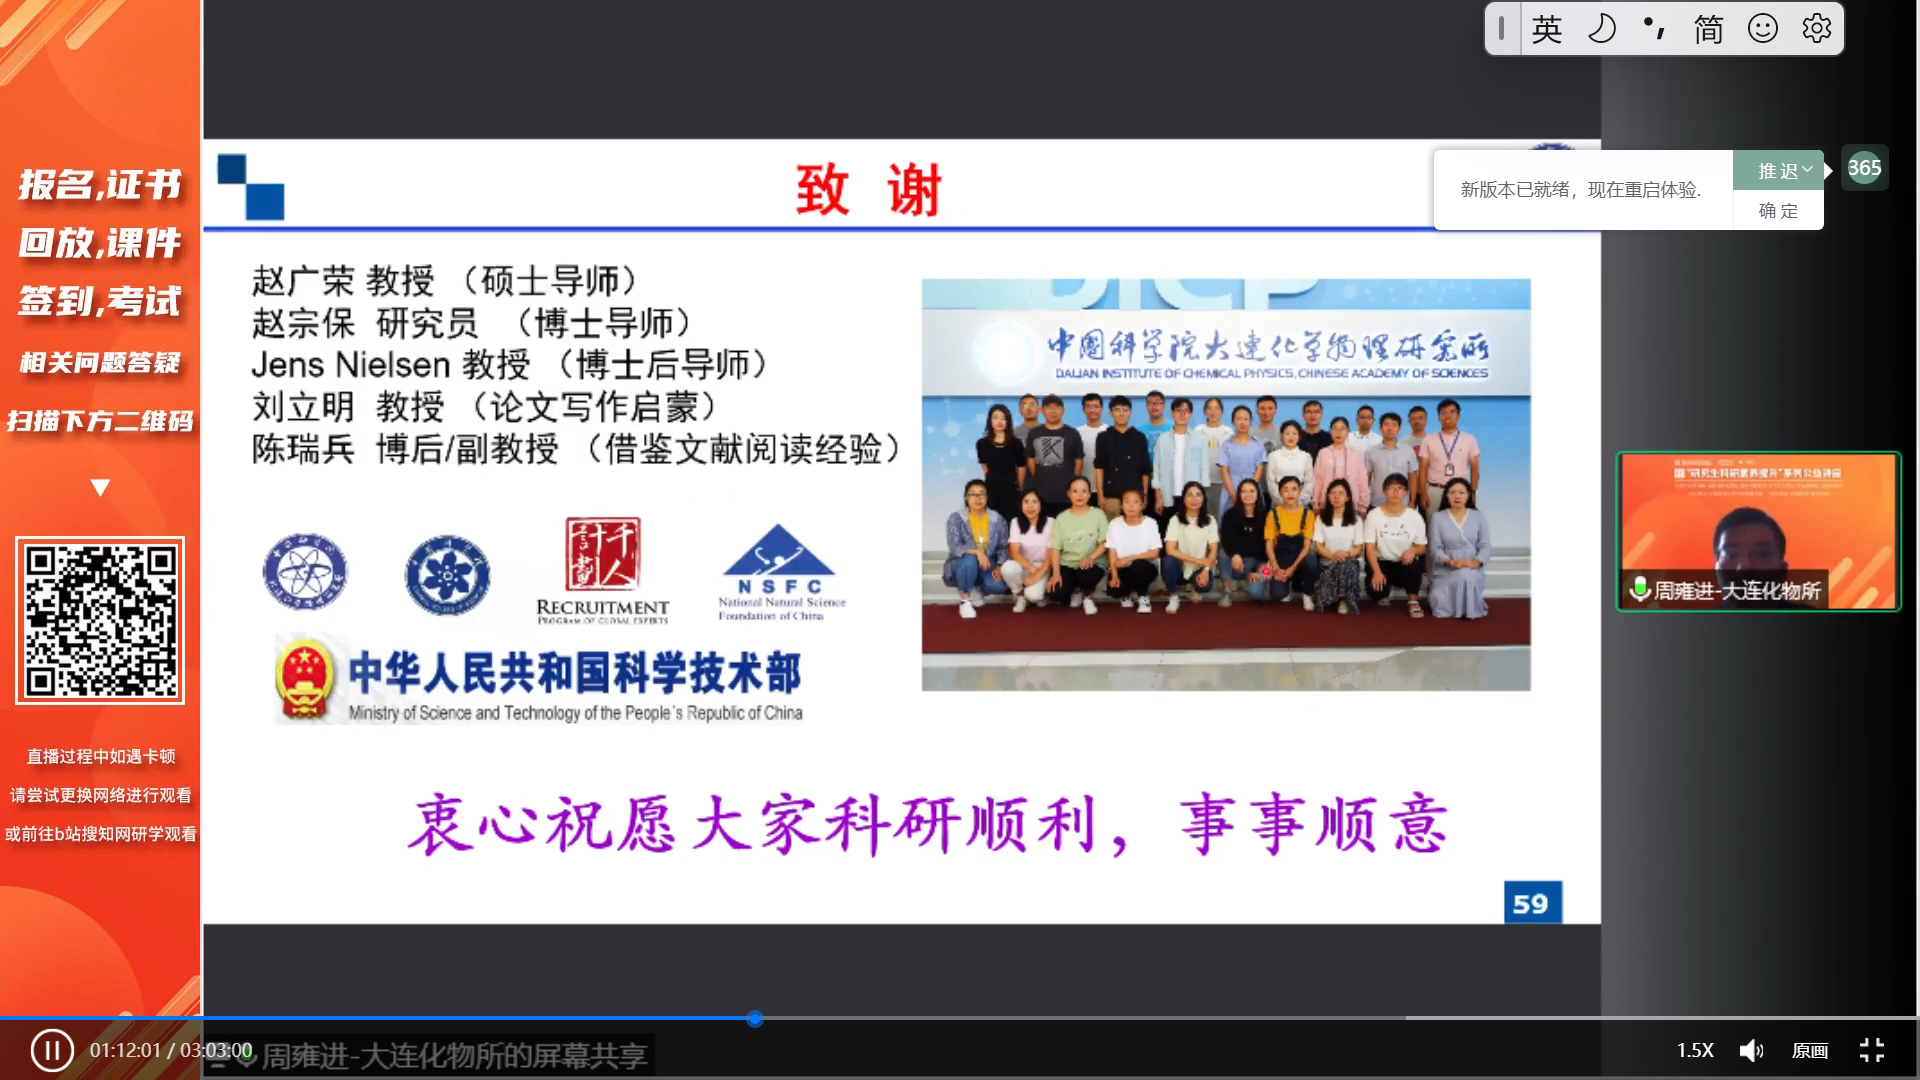 英 简
报名,证书
回放,课件
签到,考试
相关问题答疑
扫描下方二维码
直播过程中如遇卡顿
请尝试更换网络进行观看
或前往b站搜知网研学观看
致 谢
新版本已就绪，现在重启体验.
推迟
确定
365
赵广荣 教授 （硕士导师）
赵宗保 研究员 （博士导师）
Jens Nielsen 教授 （博士后导师）
刘立明 教授 （论文写作启蒙）
陈瑞兵 博后/副教授 （借鉴文献阅读经验）
中国科学院大连化学物理研究所
DALIAN INSTITUTE OF CHEMICAL PHYSICS, CHINESE ACADEMY OF SCIENCES
千人計劃
RECRUITMENT
PROGRAM OF GLOBAL EXPERTS
NSFC
National Natural Science
Foundation of China
中华人民共和国科学技术部
Ministry of Science and Technology of the People's Republic of China
周雍进-大连化物所
衷心祝愿大家科研顺利，事事顺意
59
01:12:01 / 03:03:00
周雍进-大连化物所的屏幕共享
1.5X
原画